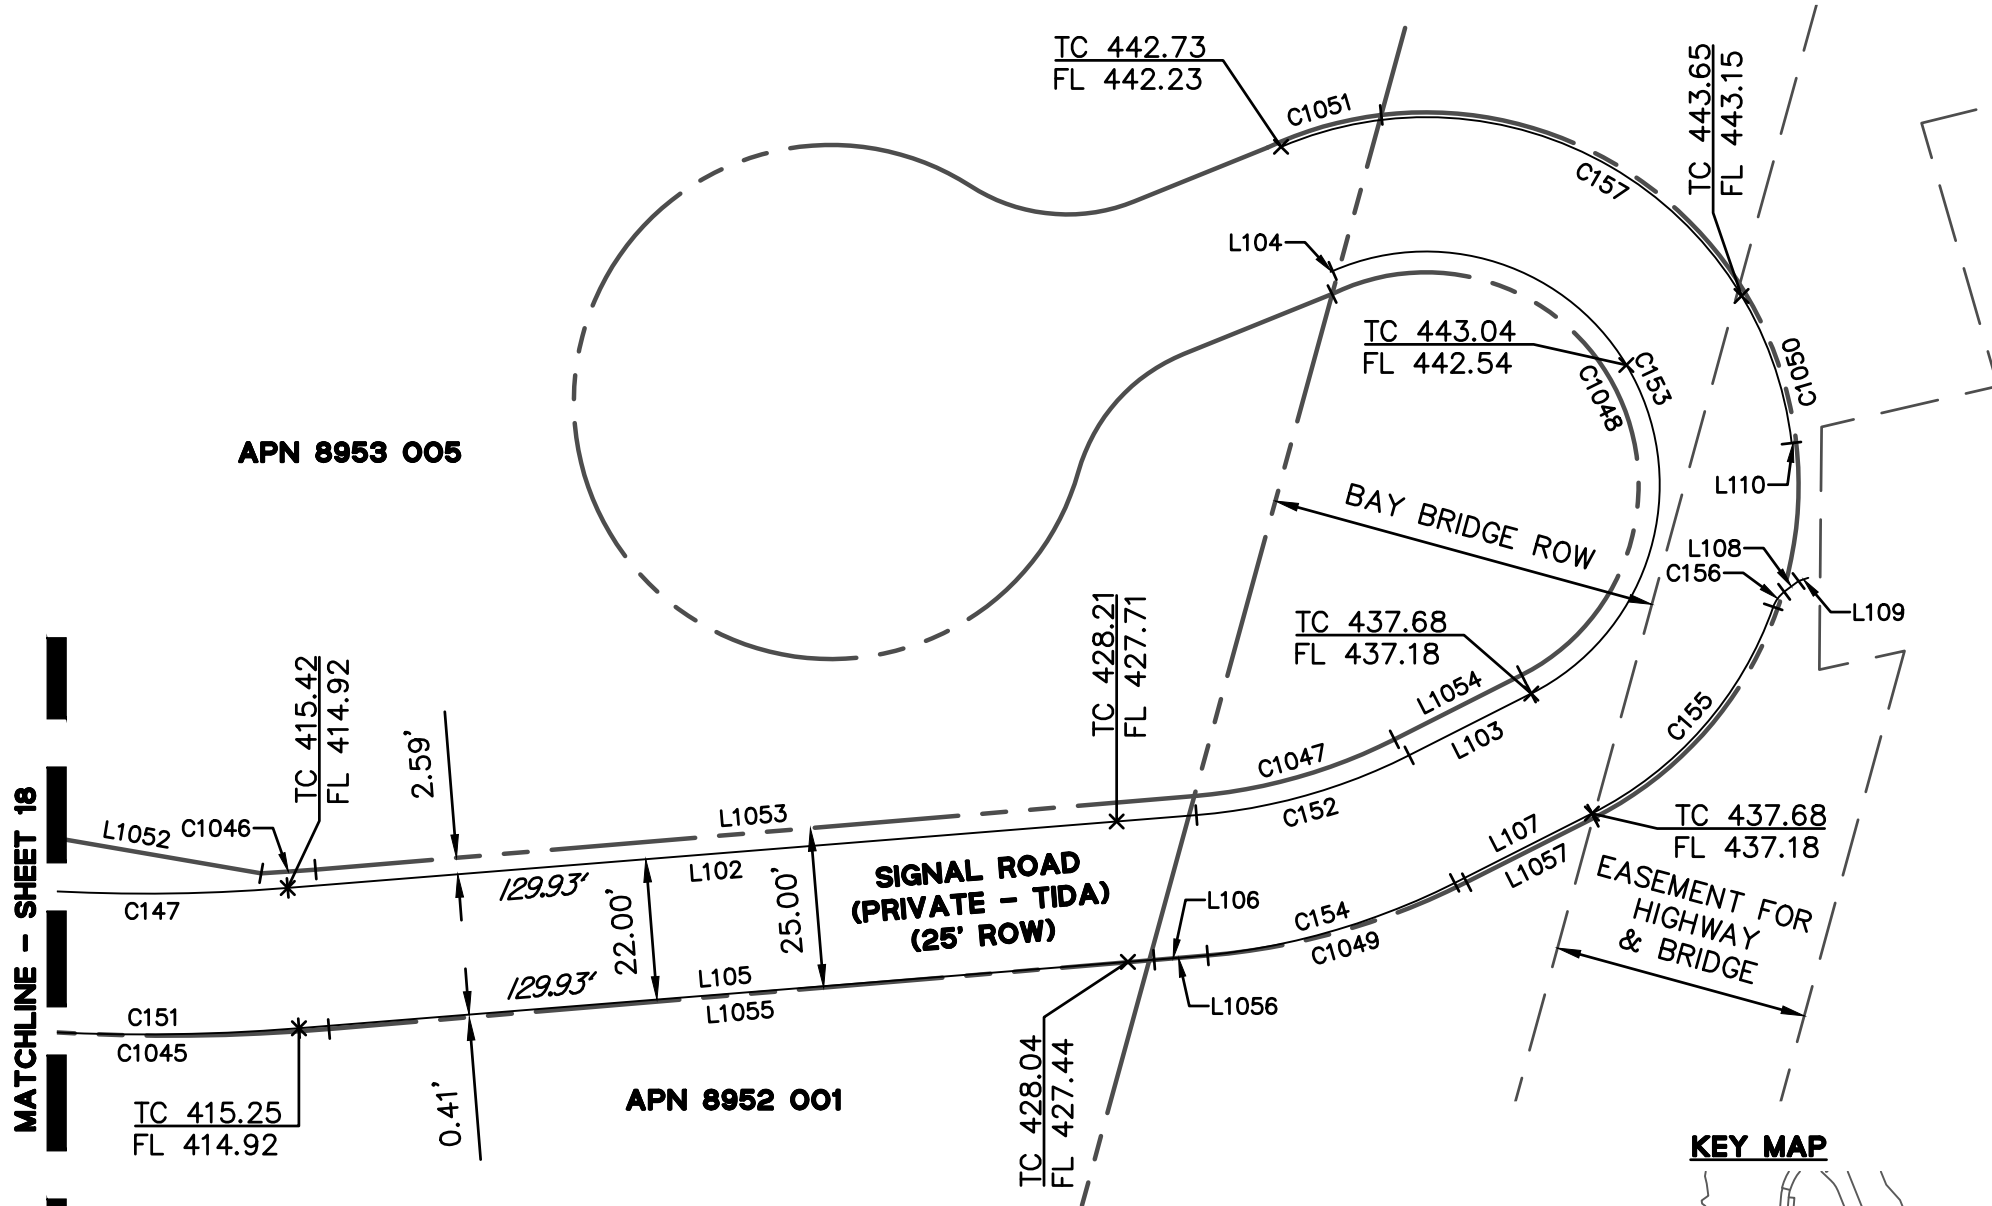 TC 442.73
FL 442.23
C1051
TC 443.65
FL 443.15
C157
L104
TC 443.04
FL 442.54
C153
C1048
C1050
APN 8953 005
L110
BAY BRIDGE ROW
L108
C156
L109
TC 428.21
FL 427.71
TC 437.68
FL 437.18
TC 415.42
FL 414.92
2.59'
L1054
L103
C155
C1047
C152
MATCHLINE - SHEET 18
L1052
C1046
L1053
L102
TC 437.68
FL 437.18
L107
L1057
C147
129.93'
22.00'
25.00'
SIGNAL ROAD
(PRIVATE - TIDA)
(25' ROW)
L106
C154
C1049
EASEMENT FOR
HIGHWAY
& BRIDGE
129.93'
L105
L1055
L1056
C151
C1045
TC 415.25
FL 414.92
0.41'
APN 8952 001
TC 428.04
FL 427.44
KEY MAP